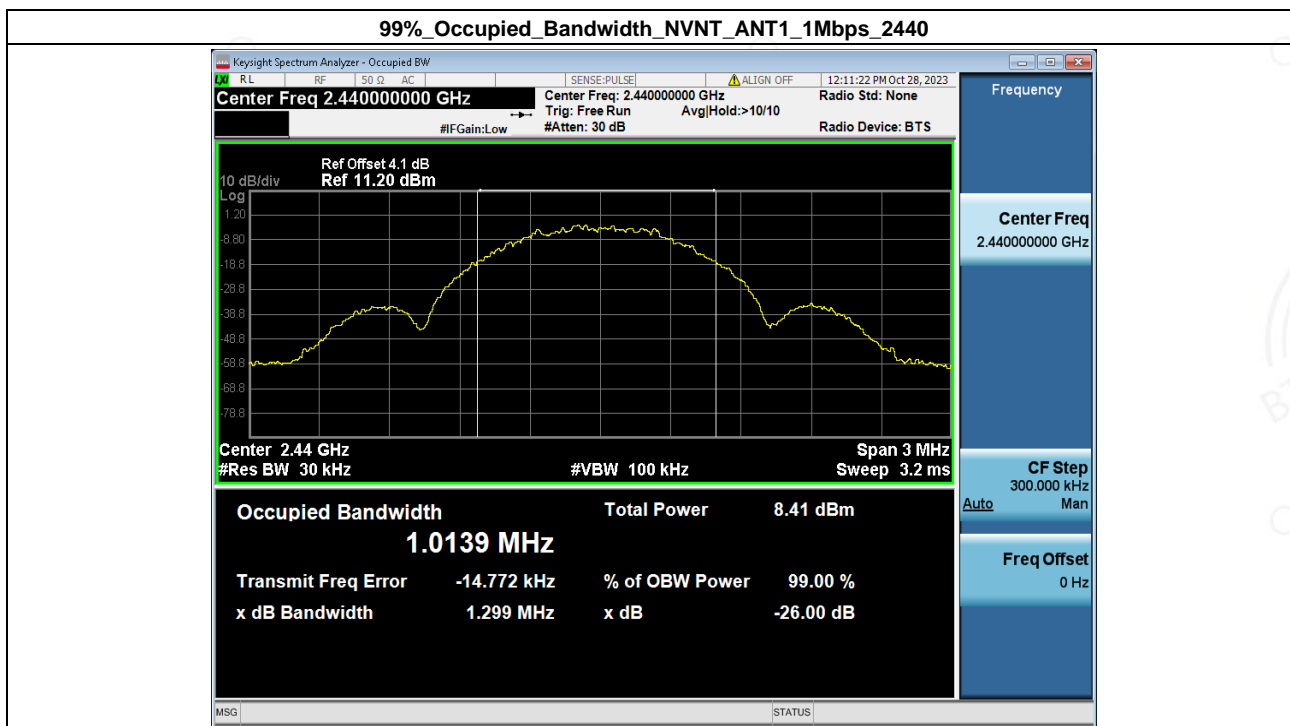 99%_Occupied_Bandwidth_NVNT_ANT1_1Mbps_2440
Keysight Spectrum Analyzer - Occupied BW
LXI RL RF 50 Ω AC SENSE:PULSE ALIGN OFF 12:11:22 PM Oct 28, 2023
Center Freq 2.440000000 GHz
Center Freq: 2.440000000 GHz Radio Std: None
Trig: Free Run Avg|Hold:>10/10
#IFGain:Low #Atten: 30 dB Radio Device: BTS
Ref Offset 4.1 dB
10 dB/div Ref 11.20 dBm
Log
1.20
-8.80
-18.8
-28.8
-38.8
-48.8
-58.8
-68.8
-78.8
Center 2.44 GHz Span 3 MHz
#Res BW 30 kHz #VBW 100 kHz Sweep 3.2 ms
Occupied Bandwidth Total Power 8.41 dBm
1.0139 MHz
Transmit Freq Error -14.772 kHz % of OBW Power 99.00 %
x dB Bandwidth 1.299 MHz x dB -26.00 dB
MSG STATUS
Frequency
Center Freq
2.440000000 GHz
CF Step
300.000 kHz
Auto Man
Freq Offset
0 Hz